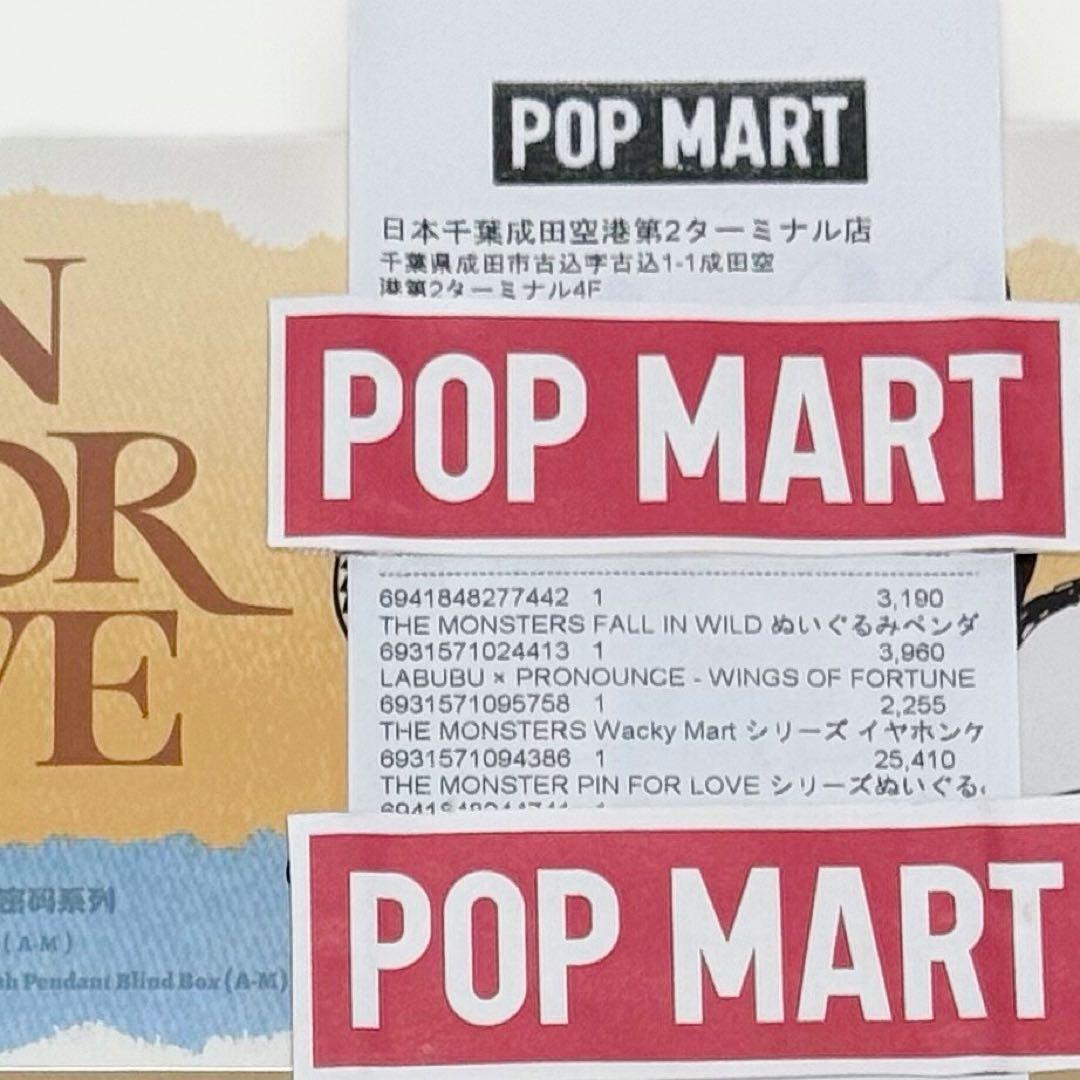 POP MART
日本千葉成田空港第2ターミナル店
千葉県成田市古込字古込1-1成田空
港第2ターミナル4F
POP MART
6941848277442 1 3,190
THE MONSTERS FALL IN WILD ぬいぐるみペンダ
6931571024413 1 3,960
LABUBU × PRONOUNCE - WINGS OF FORTUNE
6931571095758 1 2,255
THE MONSTERS Wacky Mart シリーズ イヤホンケ
6931571094386 1 25,410
THE MONSTER PIN FOR LOVE シリーズぬいぐる
POP MART
N
OR
VE
密码系列
(A-M)
Pendant Blind Box (A-M)